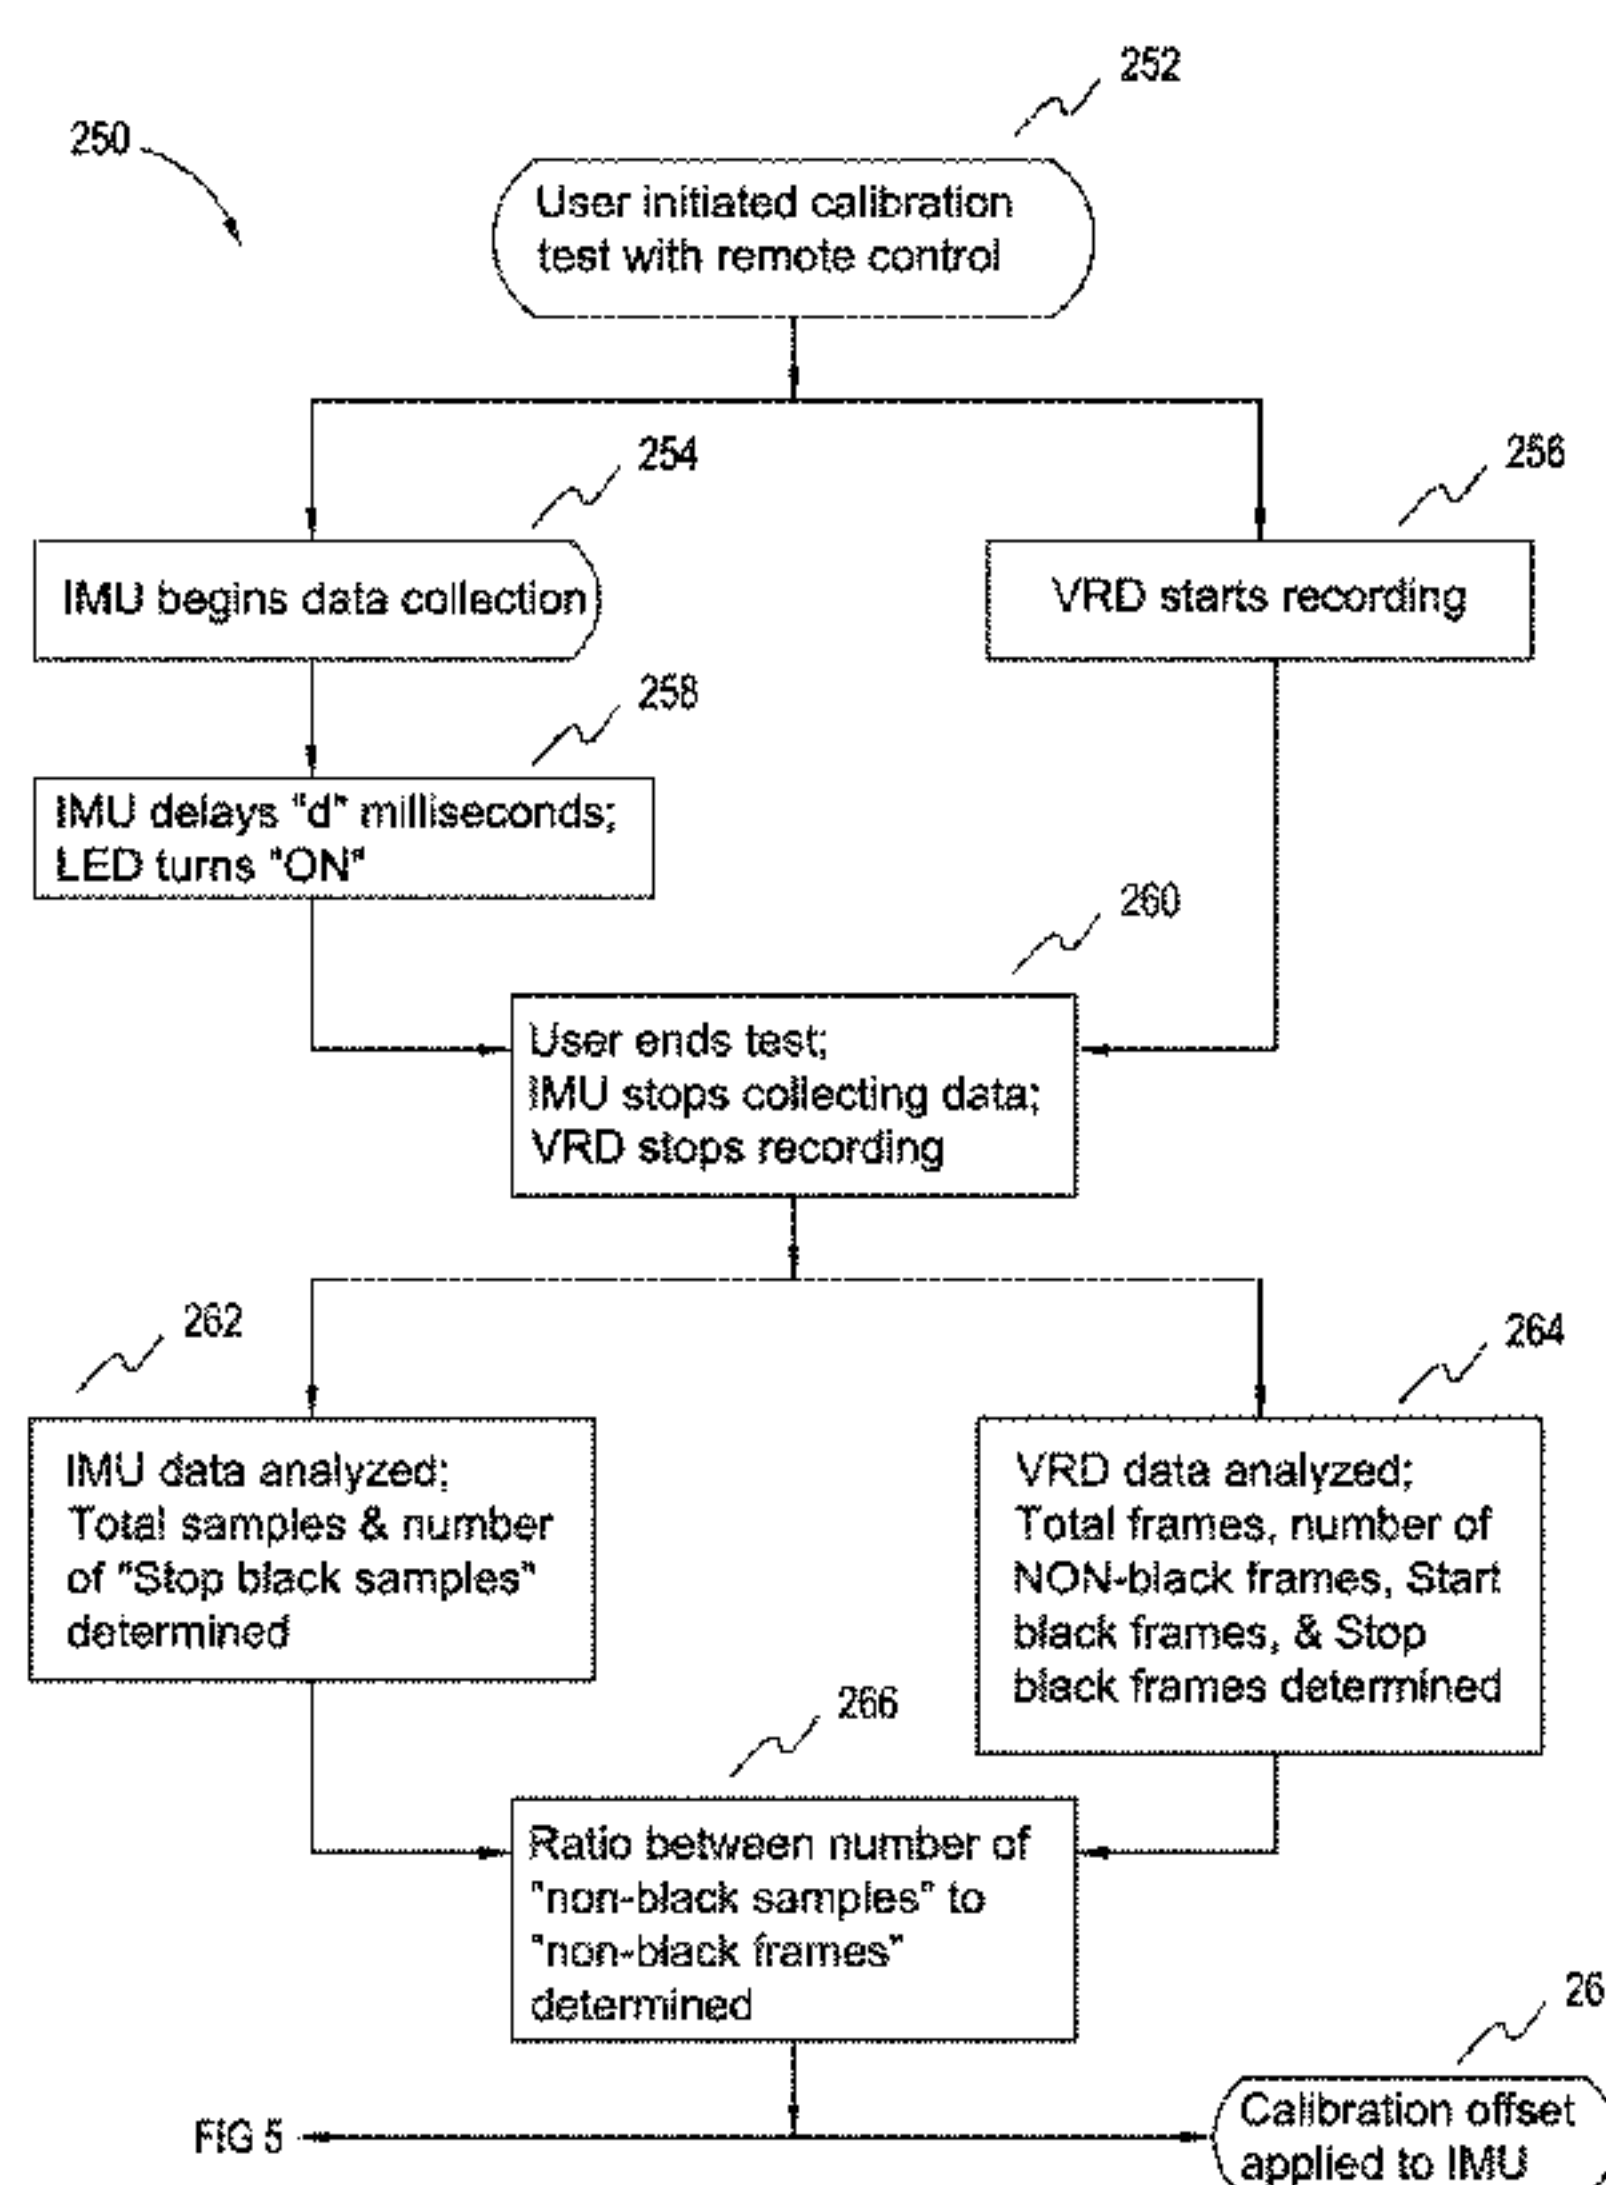 252
250
User initiated calibration
test with remote control
254
256
IMU begins data collection
VRD starts recording
258
IMU delays "d" milliseconds;
LED turns "ON"
260
User ends test;
IMU stops collecting data;
VRD stops recording
262
264
IMU data analyzed;
Total samples & number
of "Stop black samples"
determined
VRD data analyzed;
Total frames, number of
NON-black frames, Start
black frames, & Stop
black frames determined
266
Ratio between number of
"non-black samples" to
"non-black frames"
determined
26
FIG 5
Calibration offset
applied to IMU